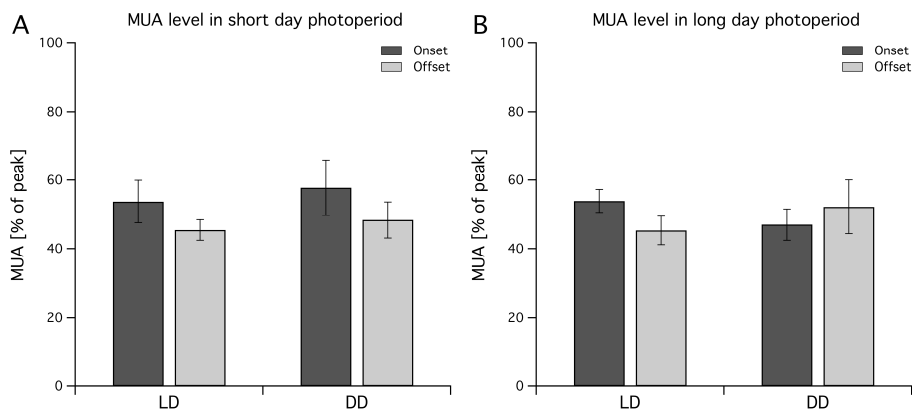 A
MUA level in short day photoperiod
Onset
Offset
MUA [% of peak]
100
80
60
40
20
0
LD
DD
B
MUA level in long day photoperiod
Onset
Offset
MUA [% of peak]
100
80
60
40
20
0
LD
DD